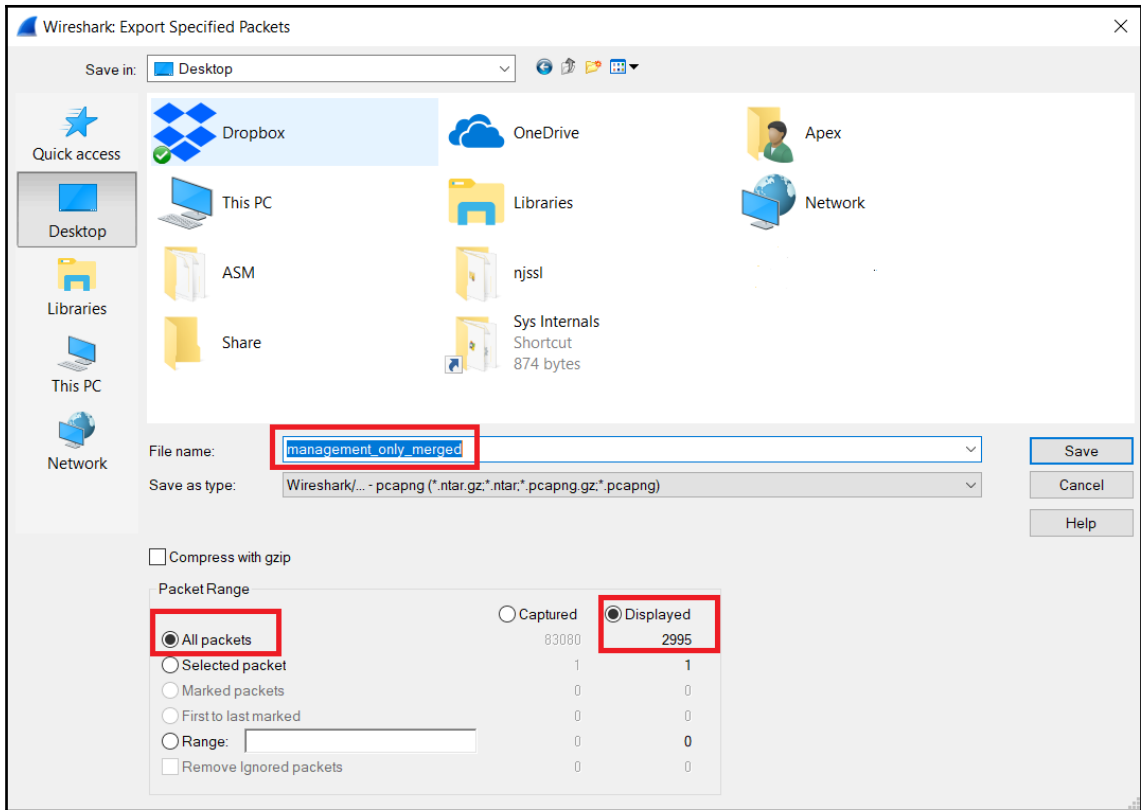 Wireshark: Export Specified Packets
Save in: Desktop
Quick access
Desktop
Libraries
This PC
Network
Dropbox OneDrive Apex
This PC Libraries Network
ASM njssl
Share Sys Internals
Shortcut
874 bytes
File name: management_only_merged Save
Save as type: Wireshark/... - pcapng (*.ntar.gz;*.ntar;*.pcapng.gz;*.pcapng) Cancel
Help
Compress with gzip
Packet Range
Captured Displayed
All packets 83080 2995
Selected packet 1 1
Marked packets 0 0
First to last marked 0 0
Range: 0 0
Remove Ignored packets 0 0